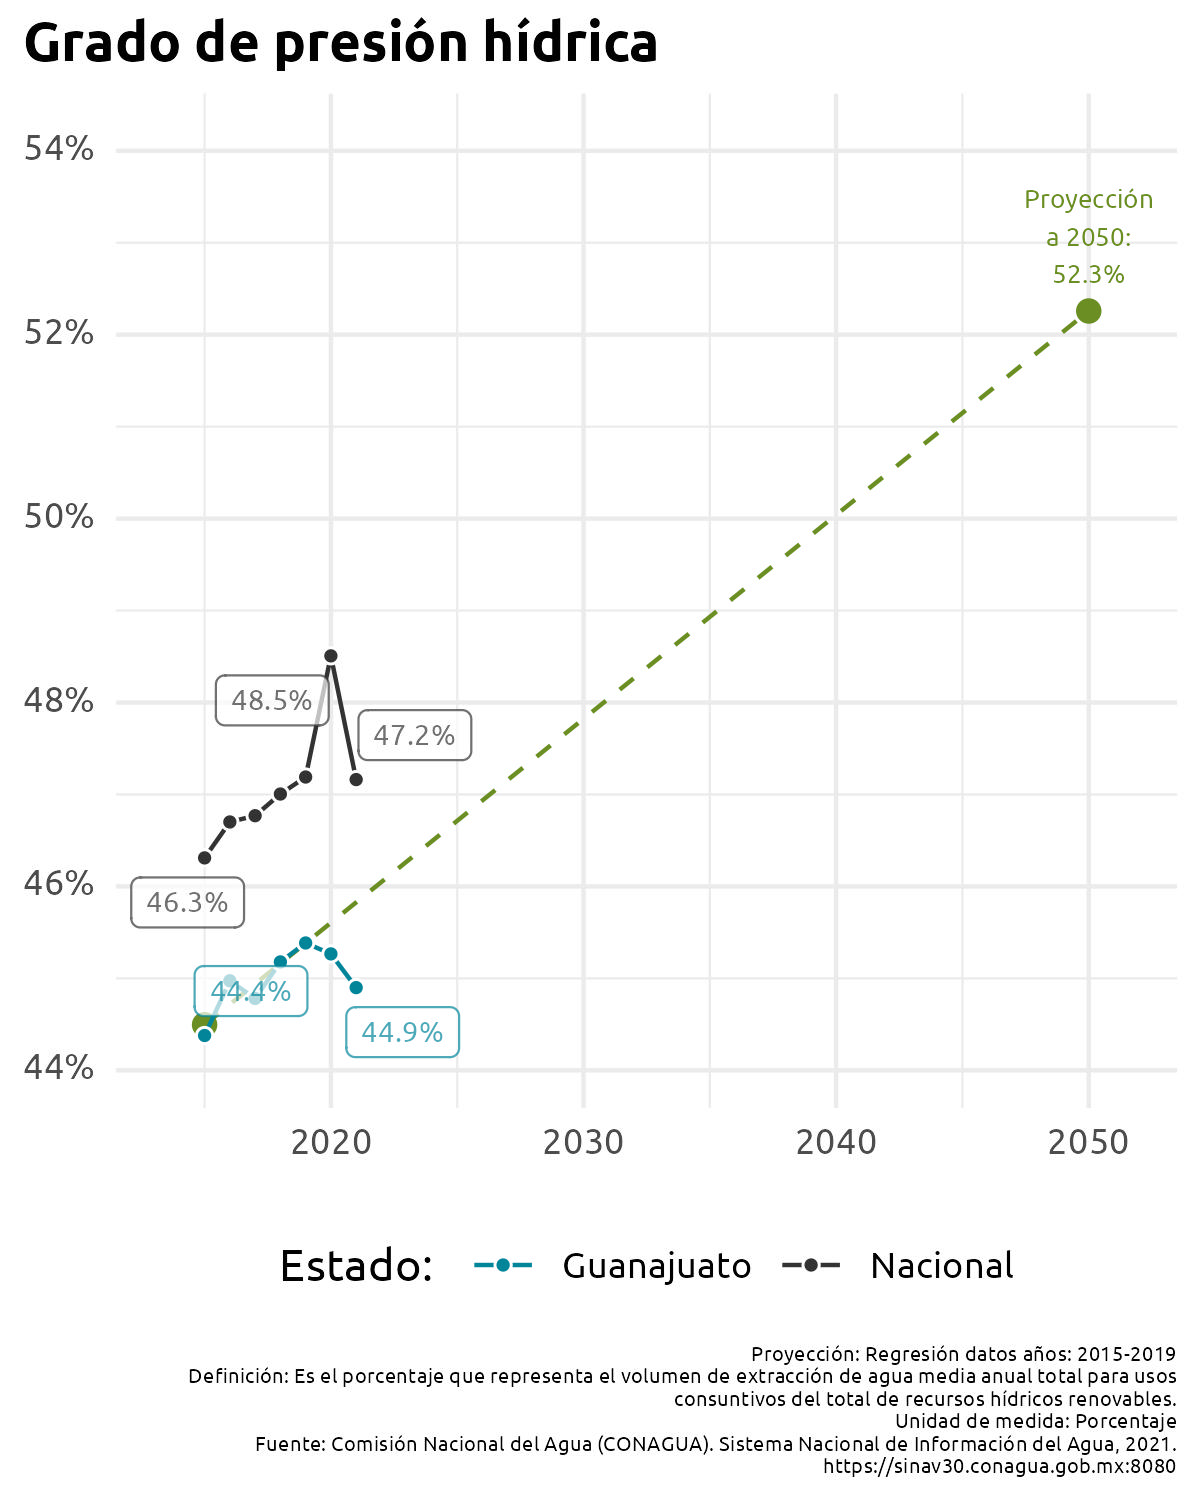 Grado de presión hídrica
54%
52%
50%
48%
46%
44%
Proyección
a 2050:
52.3%
48.5%
47.2%
46.3%
44.4%
44.9%
2020
2030
2040
2050
Estado:
Guanajuato
Nacional
Proyección: Regresión datos años: 2015-2019
Definición: Es el porcentaje que representa el volumen de extracción de agua media anual total para usos
consuntivos del total de recursos hídricos renovables.
Unidad de medida: Porcentaje
Fuente: Comisión Nacional del Agua (CONAGUA). Sistema Nacional de Información del Agua, 2021.
https://sinav30.conagua.gob.mx:8080